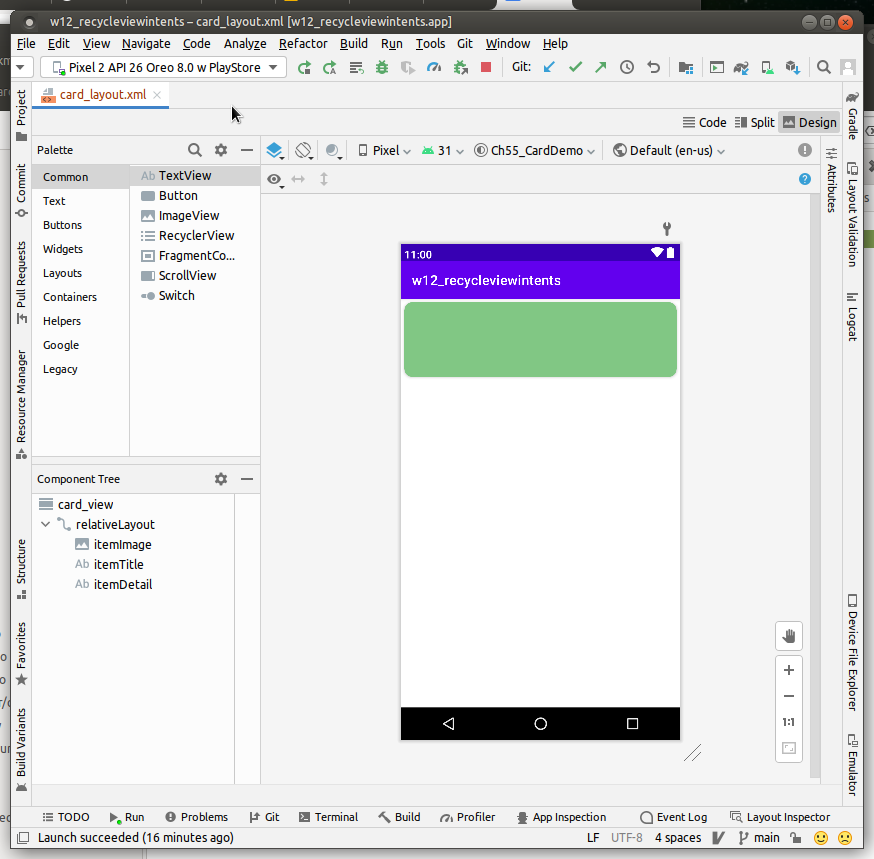 w12_recycleviewintents – card_layout.xml [w12_recycleviewintents.app]
File Edit View Navigate Code Analyze Refactor Build Run Tools Git Window Help
Pixel 2 API 26 Oreo 8.0 w PlayStore Git:
card_layout.xml
Code Split Design
Palette
Pixel 31 Ch55_CardDemo Default (en-us)
Common
Text
Buttons
Widgets
Layouts
Containers
Helpers
Google
Legacy
Ab TextView
Button
ImageView
RecyclerView
FragmentCo...
ScrollView
Switch
11:00
w12_recycleviewintents
Component Tree
card_view
relativeLayout
itemImage
Ab itemTitle
Ab itemDetail
1:1
Project
Commit
Pull Requests
Resource Manager
Structure
Favorites
Build Variants
Attributes
Gradle
Layout Validation
Logcat
Device File Explorer
Emulator
TODO Run Problems Git Terminal Build Profiler App Inspection Event Log Layout Inspector
Launch succeeded (16 minutes ago) LF UTF-8 4 spaces main